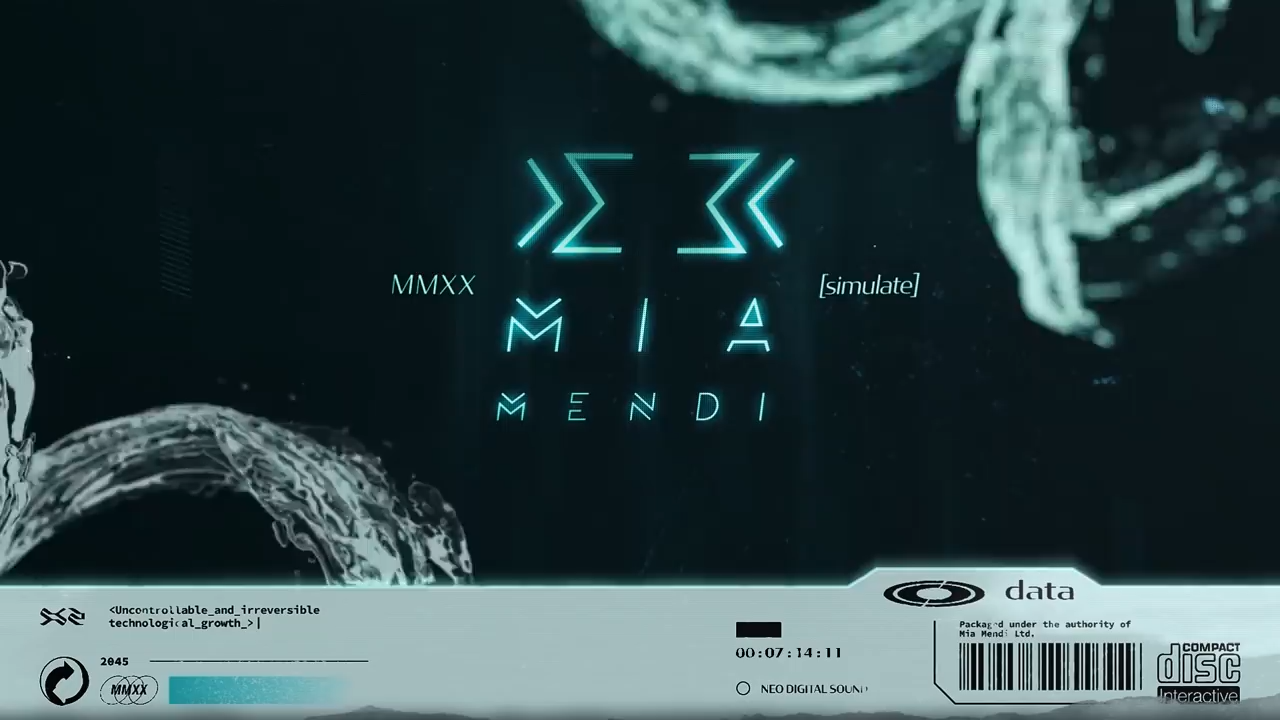 MMXX
[simulate]
MIA
MENDI
data
<Uncontrollable_and_irreversible
technological_growth_>|
Packaged under the authority of
Mia Mendi Ltd.
00:07:14:11
2045
MMXX
NEO DIGITAL SOUND
COMPACT
disc
Interactive